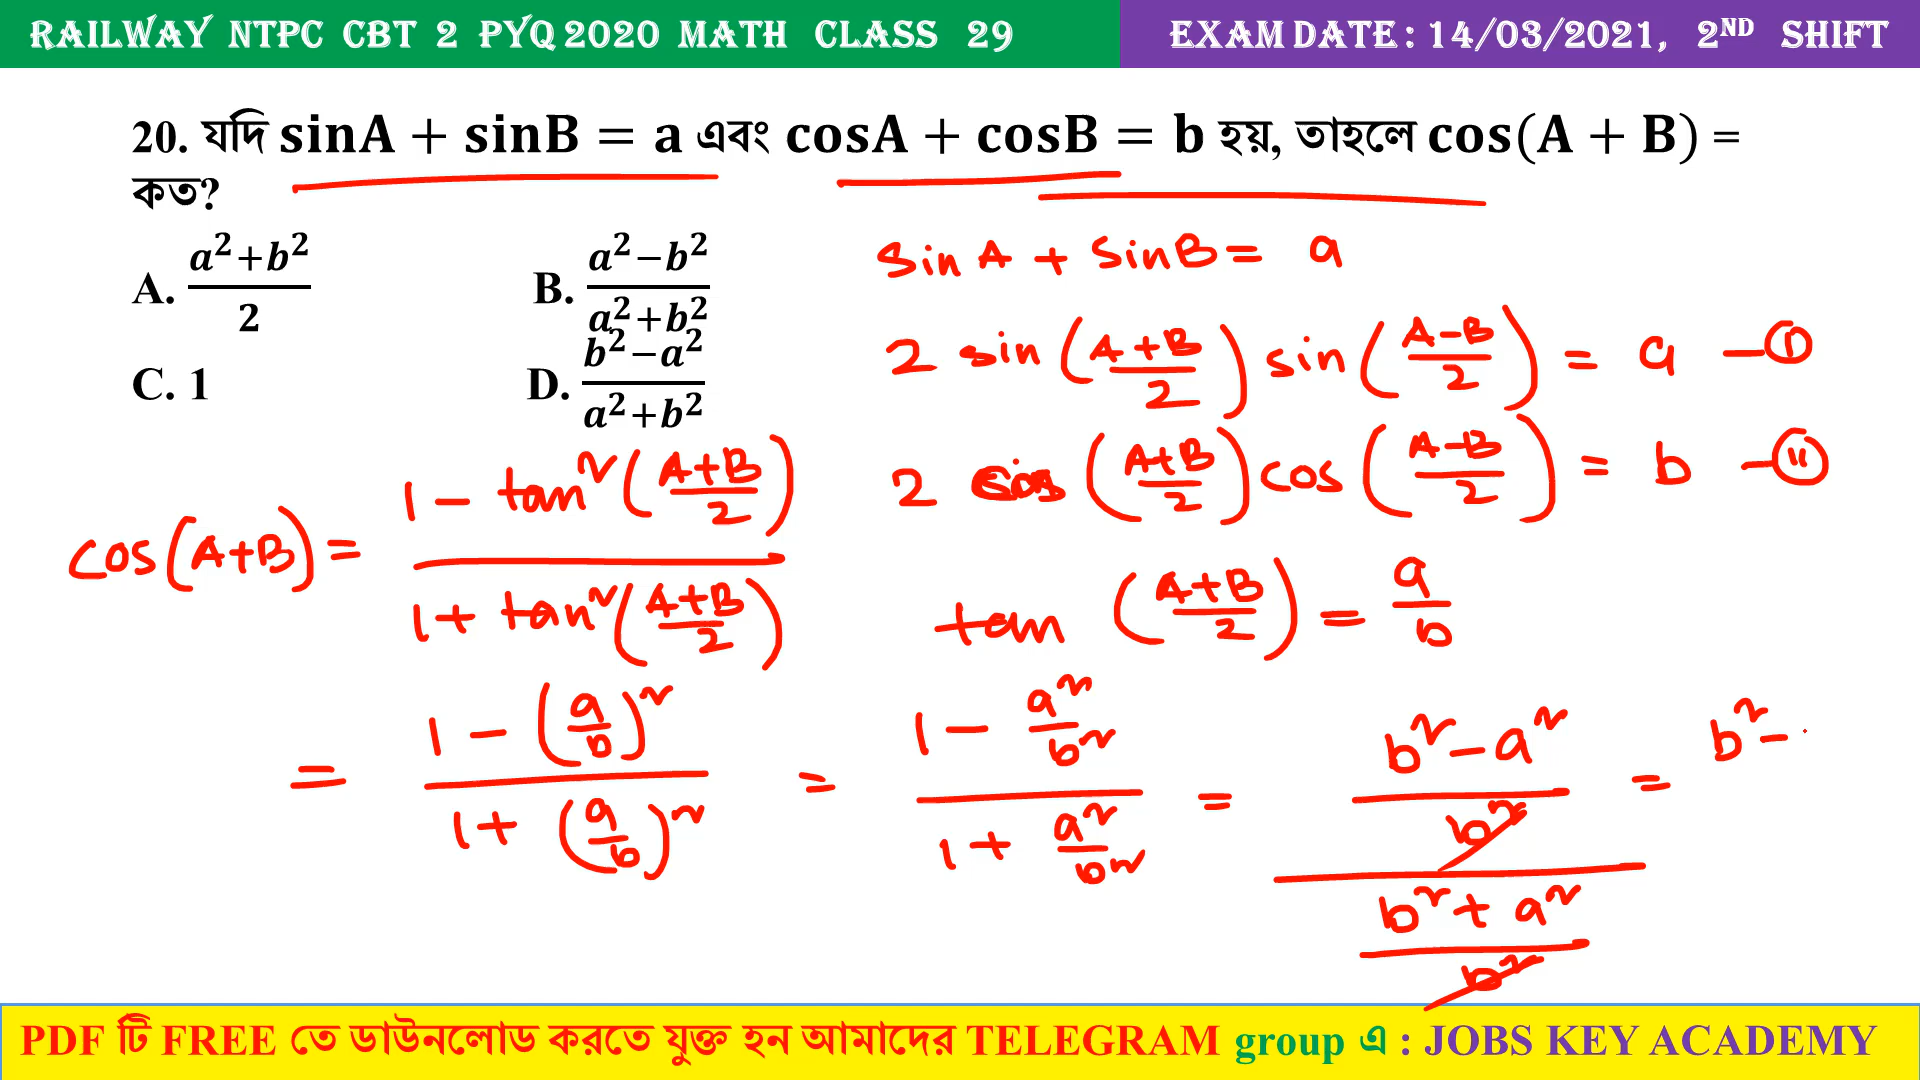 RAILWAY NTPC CBT 2 PYQ 2020 MATH CLASS 29
EXAM DATE : 14/03/2021, 2ND SHIFT
20. যদি sinA + sinB = a এবং cosA + cosB = b হয়, তাহলে cos(A + B) =
কত?
A. (a²+b²)/2
B. (a²−b²)/(a²+b²)
C. 1
D. (b²−a²)/(a²+b²)
sin A + sin B = a
2 sin ((A+B)/2) sin ((A−B)/2) = a − ①
2 cos ((A+B)/2) cos ((A−B)/2) = b − ⑪
cos(A+B) = (1 − tan²((A+B)/2))/(1 + tan²((A+B)/2))
tan ((A+B)/2) = a/b
= (1 − (a/b)²)/(1 + (a/b)²) = (1 − a²/b²)/(1 + a²/b²) = ((b² − a²)/b²)/((b² + a²)/b²) = b² −
PDF টি FREE তে ডাউনলোড করতে যুক্ত হন আমাদের TELEGRAM group এ : JOBS KEY ACADEMY